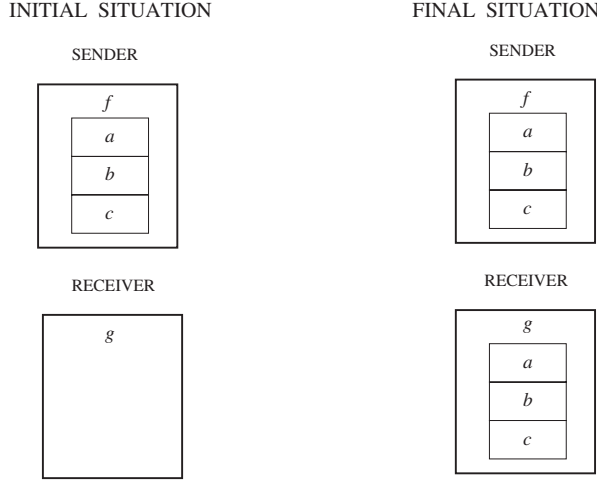 INITIAL SITUATION
SENDER
f
a
b
c
RECEIVER
g
FINAL SITUATION
SENDER
f
a
b
c
RECEIVER
g
a
b
c